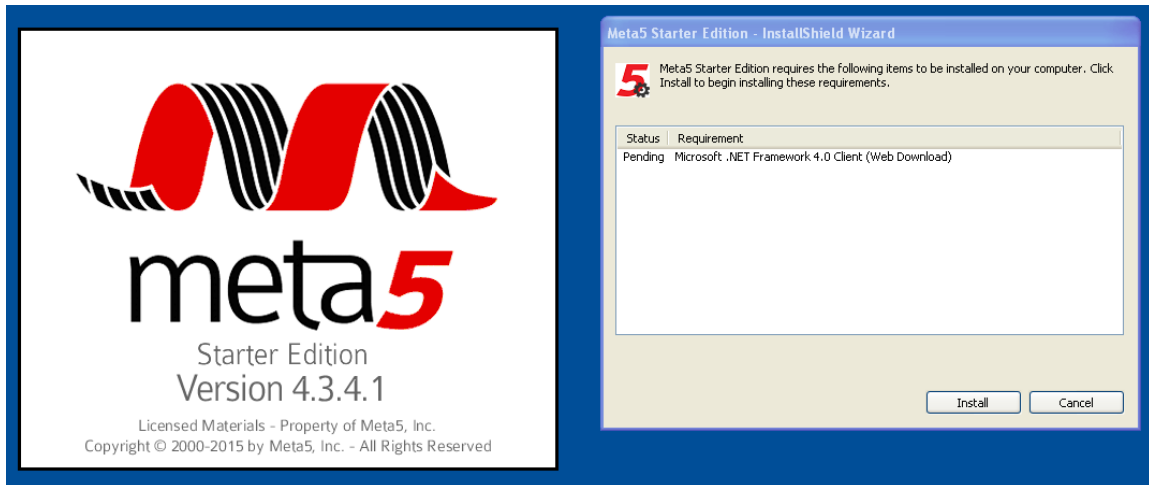 meta5
Starter Edition
Version 4.3.4.1
Licensed Materials - Property of Meta5, Inc.
Copyright © 2000-2015 by Meta5, Inc. - All Rights Reserved
Meta5 Starter Edition - InstallShield Wizard
5
Meta5 Starter Edition requires the following items to be installed on your computer. Click
Install to begin installing these requirements.
Status Requirement
Pending Microsoft .NET Framework 4.0 Client (Web Download)
Install Cancel